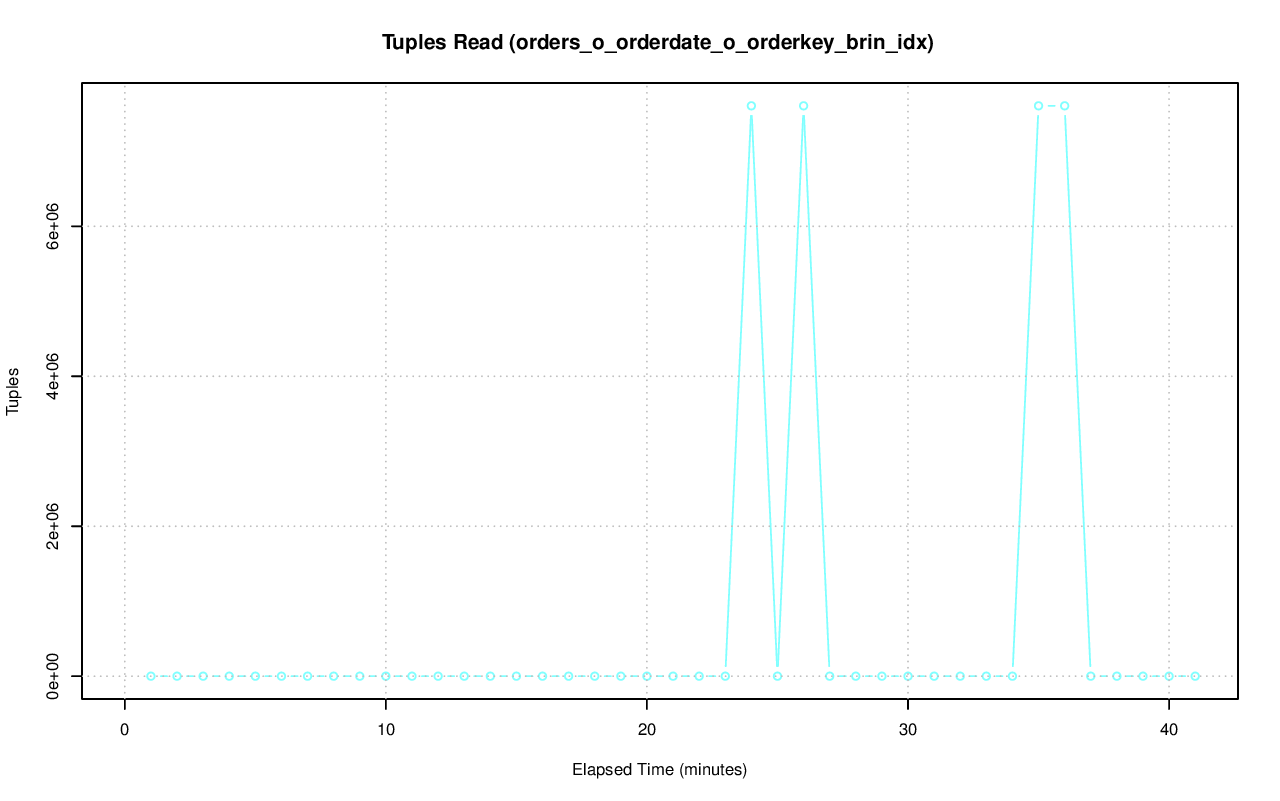 Tuples Read (orders_o_orderdate_o_orderkey_brin_idx)
Tuples
6e+06
4e+06
2e+06
0e+00
0 10 20 30 40
Elapsed Time (minutes)